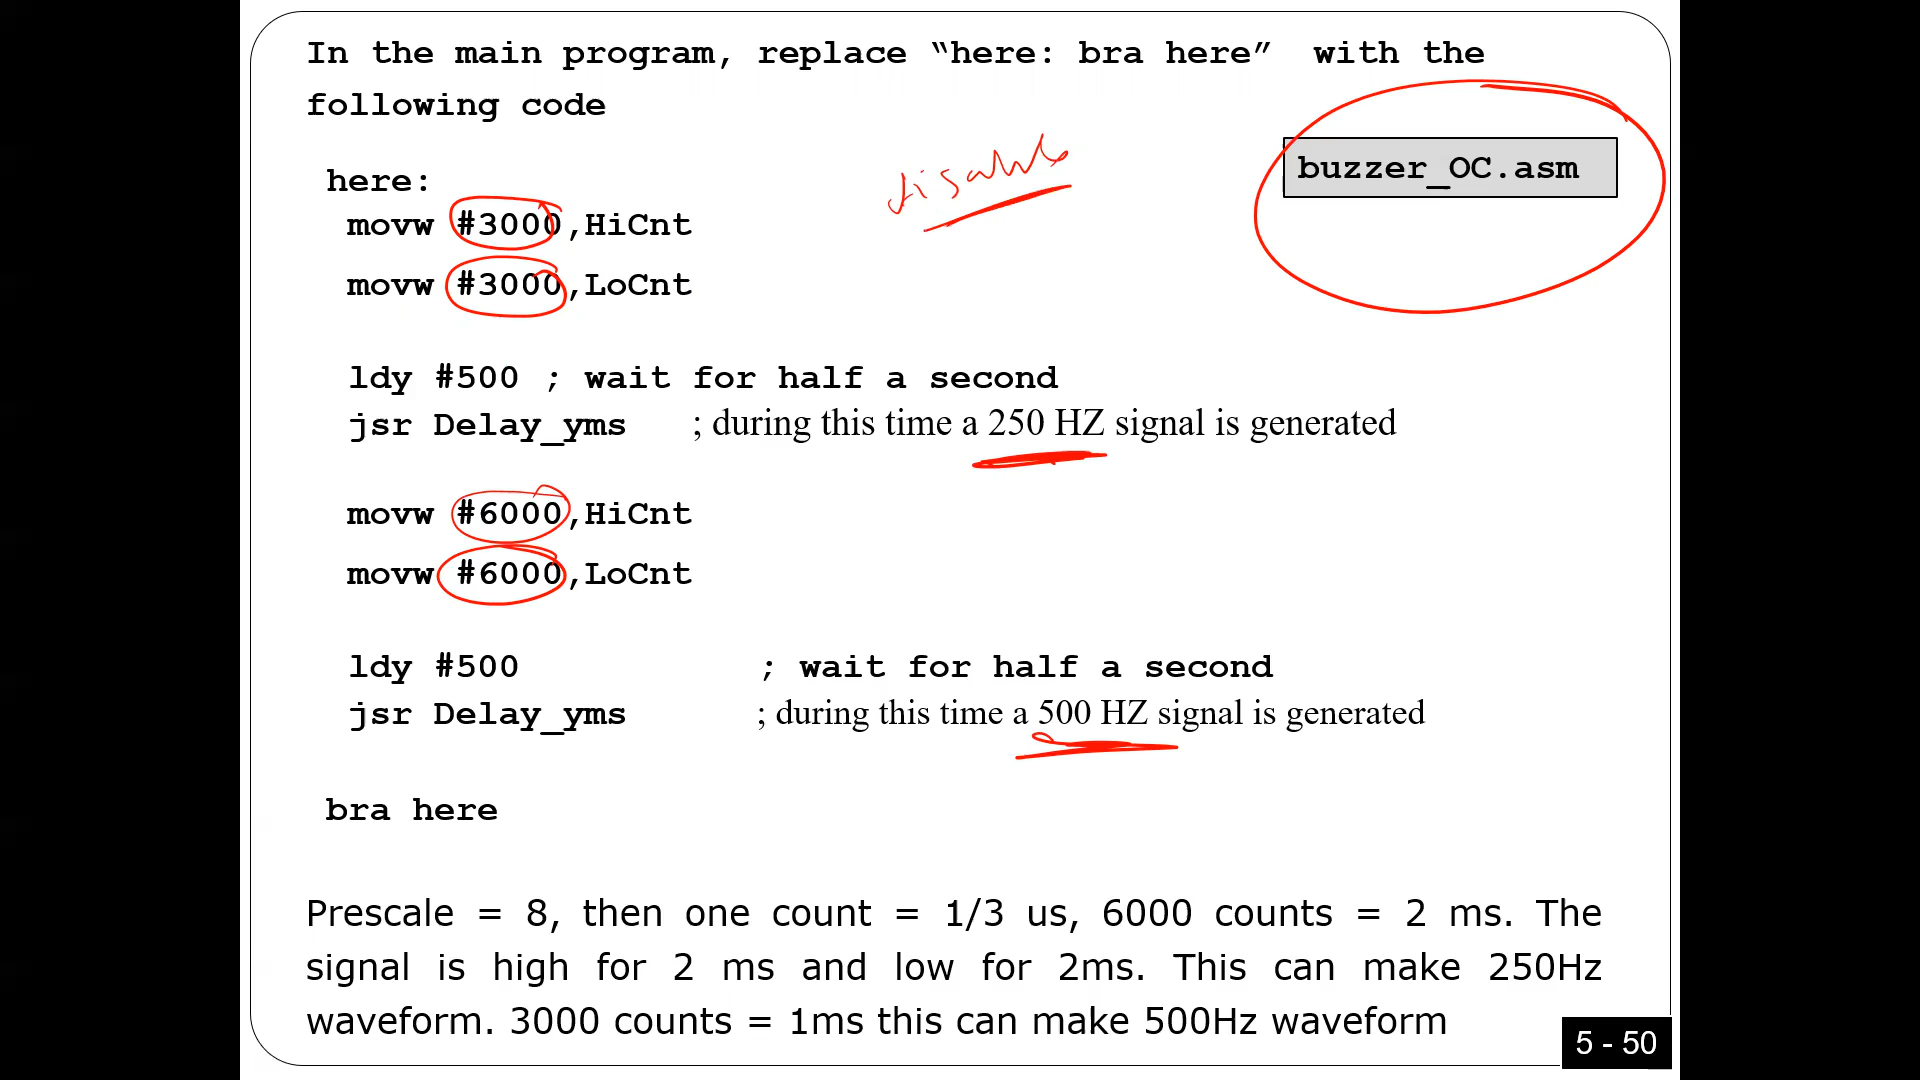 In the main program, replace “here: bra here” with the
following code
disable
buzzer_OC.asm
here:
movw #3000,HiCnt
movw #3000,LoCnt
ldy #500 ; wait for half a second
jsr Delay_yms ; during this time a 250 HZ signal is generated
movw #6000,HiCnt
movw #6000,LoCnt
ldy #500 ; wait for half a second
jsr Delay_yms ; during this time a 500 HZ signal is generated
bra here
Prescale = 8, then one count = 1/3 us, 6000 counts = 2 ms. The
signal is high for 2 ms and low for 2ms. This can make 250Hz
waveform. 3000 counts = 1ms this can make 500Hz waveform
5 - 50